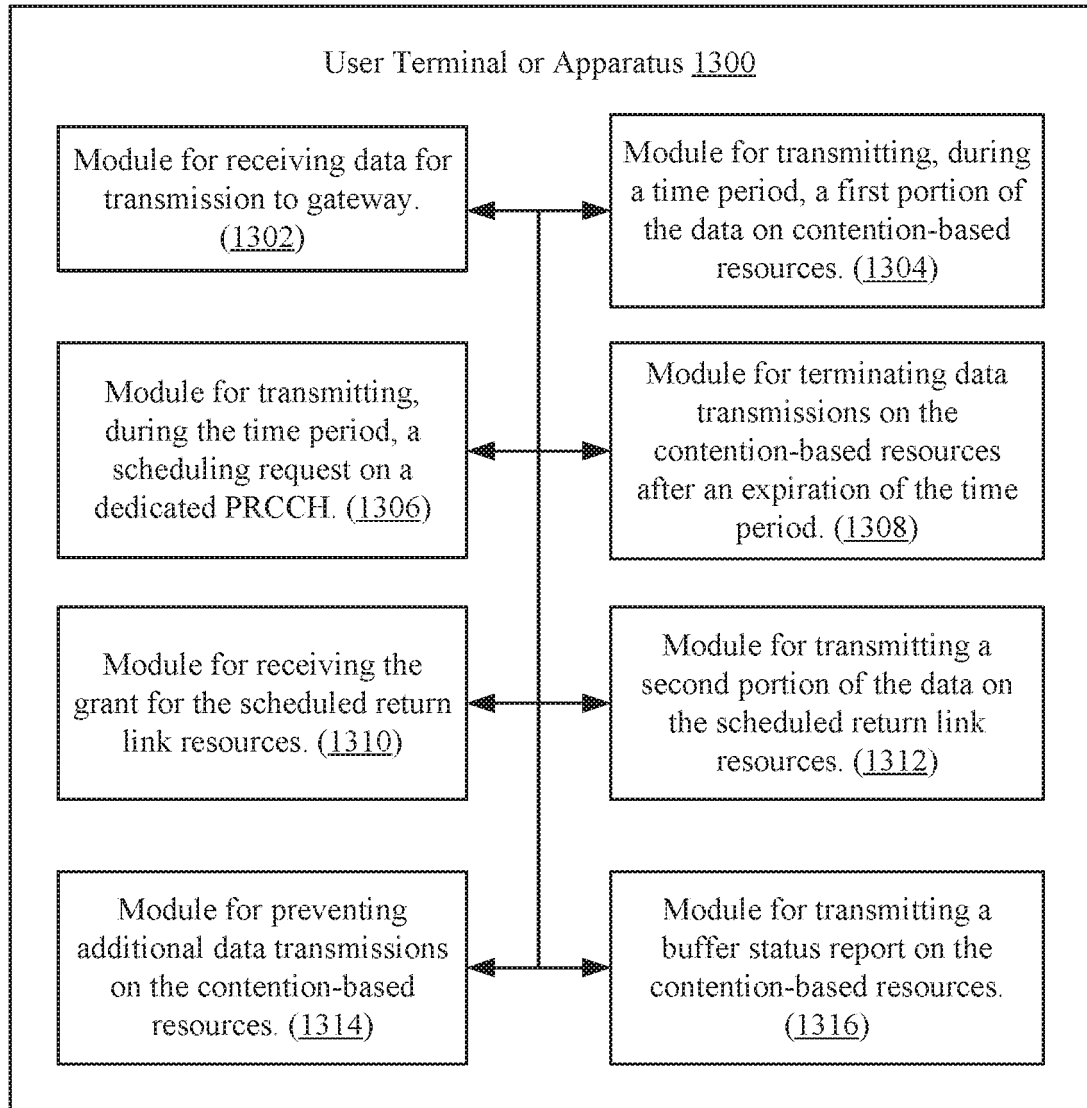 User Terminal or Apparatus 1300
Module for receiving data for
transmission to gateway.
(1302)
Module for transmitting, during
a time period, a first portion of
the data on contention-based
resources. (1304)
Module for transmitting,
during the time period, a
scheduling request on a
dedicated PRCCH. (1306)
Module for terminating data
transmissions on the
contention-based resources
after an expiration of the time
period. (1308)
Module for receiving the
grant for the scheduled return
link resources. (1310)
Module for transmitting a
second portion of the data on
the scheduled return link
resources. (1312)
Module for preventing
additional data transmissions
on the contention-based
resources. (1314)
Module for transmitting a
buffer status report on the
contention-based resources.
(1316)